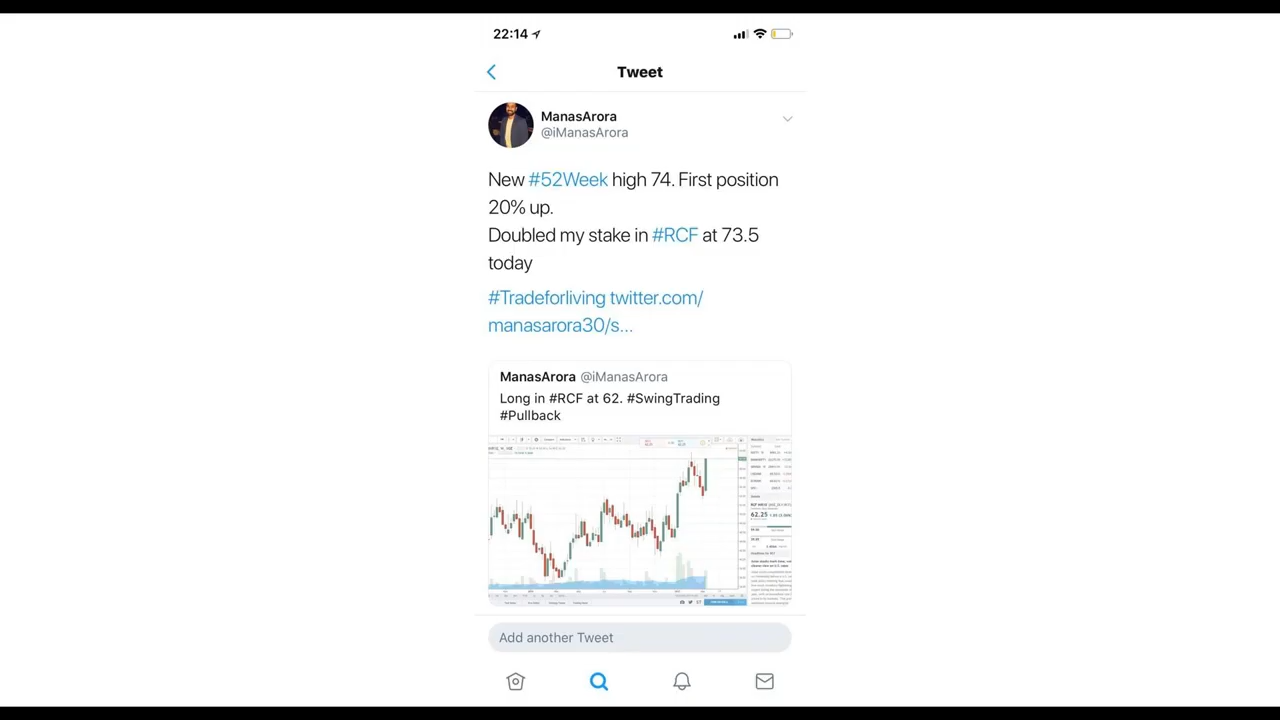 22:14
Tweet
ManasArora
@iManasArora
New #52Week high 74. First position
20% up.
Doubled my stake in #RCF at 73.5
today
#Tradeforliving twitter.com/
manasarora30/s...
ManasArora @iManasArora
Long in #RCF at 62. #SwingTrading
#Pullback
62.25
Add another Tweet